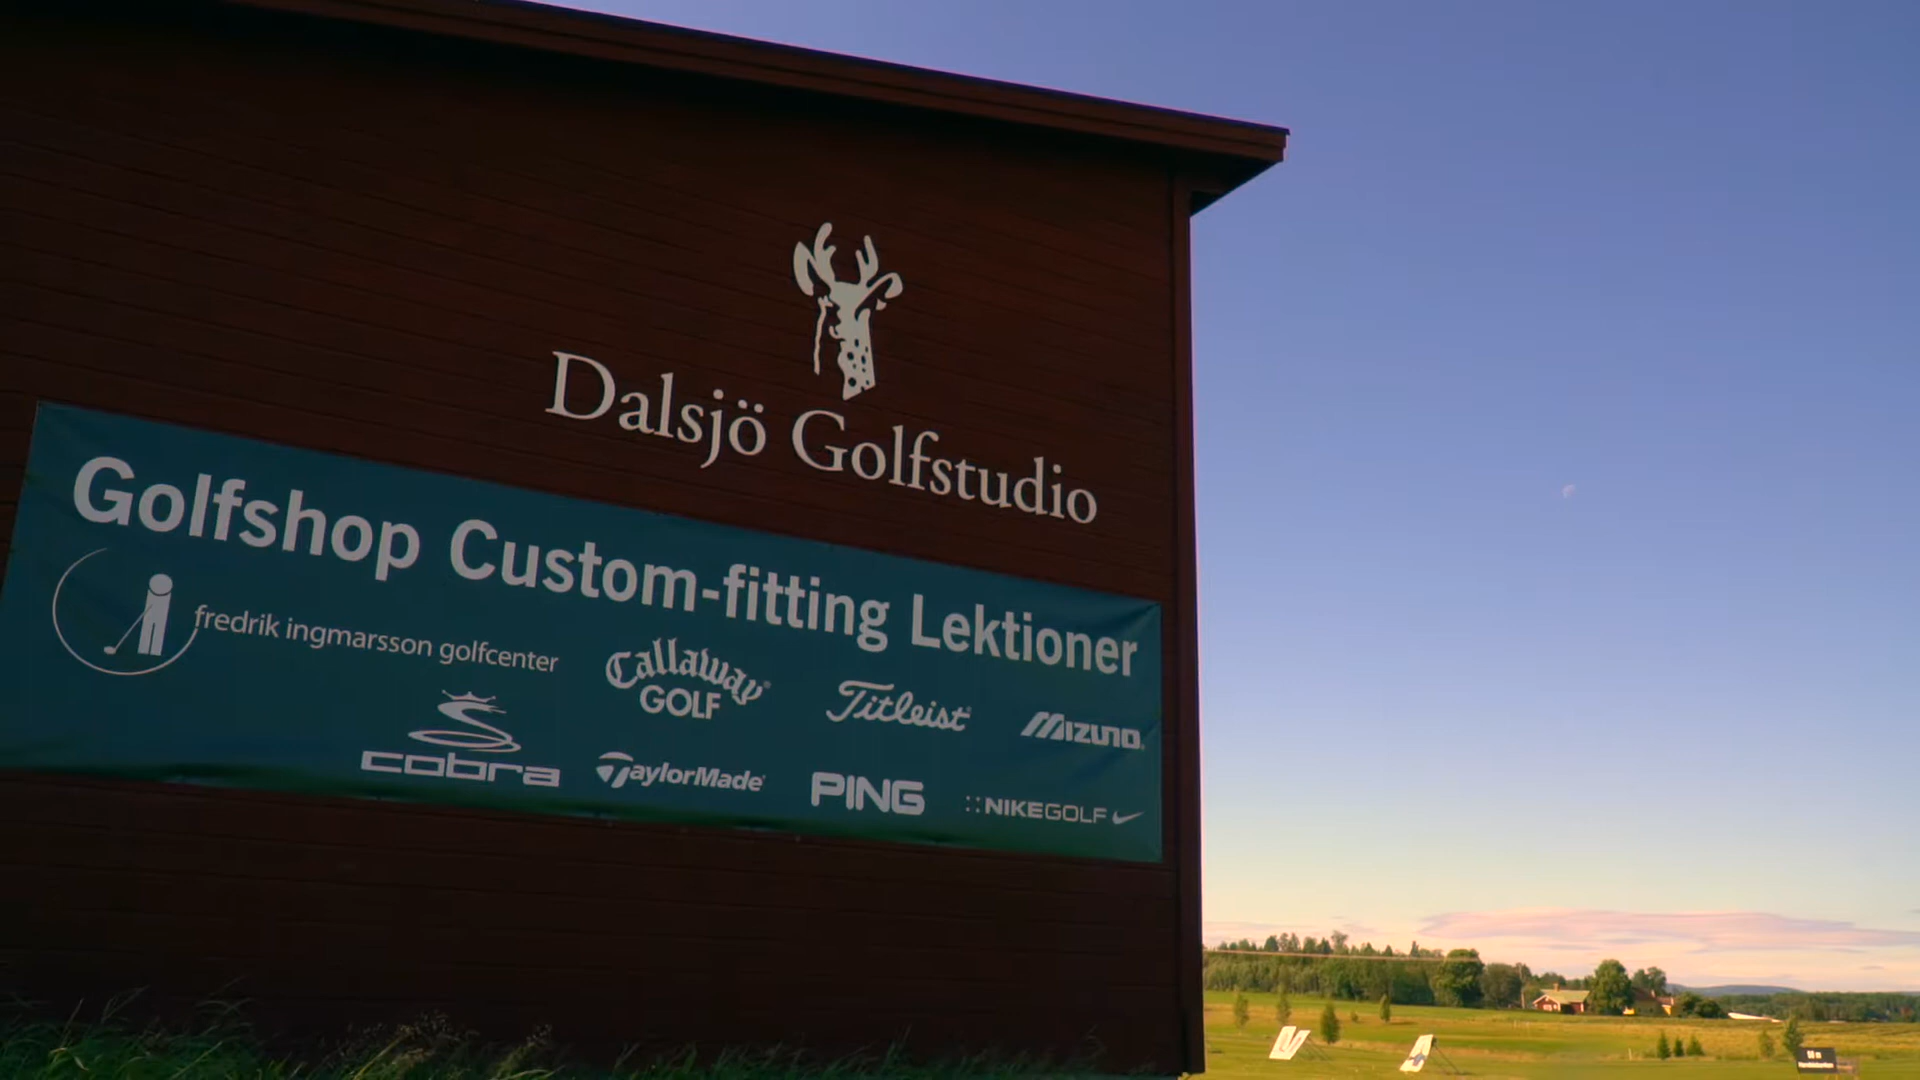 Dalsjö Golfstudio
Golfshop Custom-fitting Lektioner
fredrik ingmarsson golfcenter
Callaway®
GOLF
Titleist®
MIZUNO®
cobra
TaylorMade®
PING
NIKEGOLF